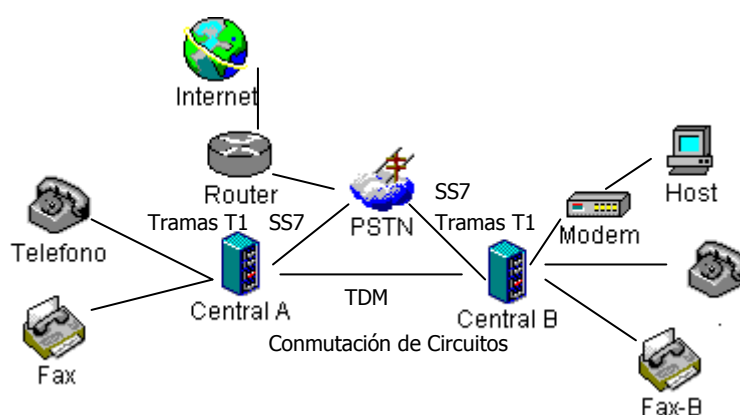 Internet
Router
SS7
Host
Tramas T1 SS7
PSTN
Tramas T1
Modem
Telefono
Central A
TDM
Central B
Conmutación de Circuitos
Fax
Fax-B